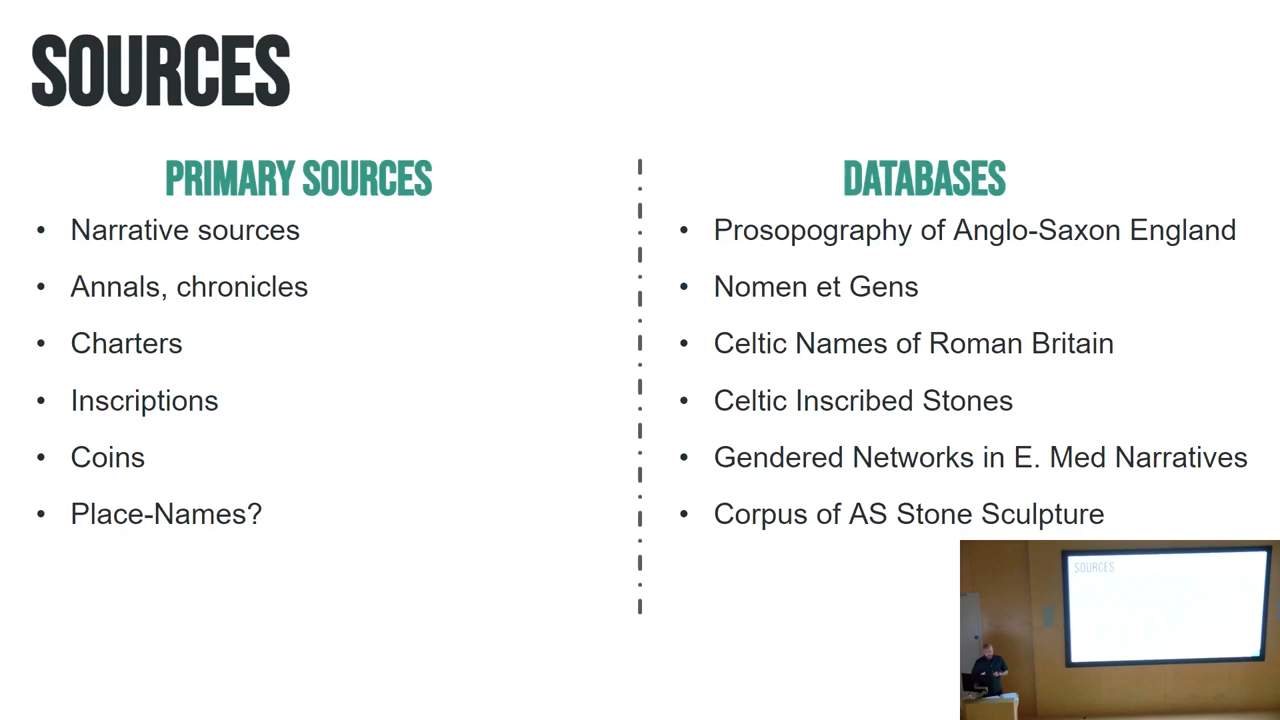 SOURCES
PRIMARY SOURCES
• Narrative sources
• Annals, chronicles
• Charters
• Inscriptions
• Coins
• Place-Names?
DATABASES
• Prosopography of Anglo-Saxon England
• Nomen et Gens
• Celtic Names of Roman Britain
• Celtic Inscribed Stones
• Gendered Networks in E. Med Narratives
• Corpus of AS Stone Sculpture
SOURCES